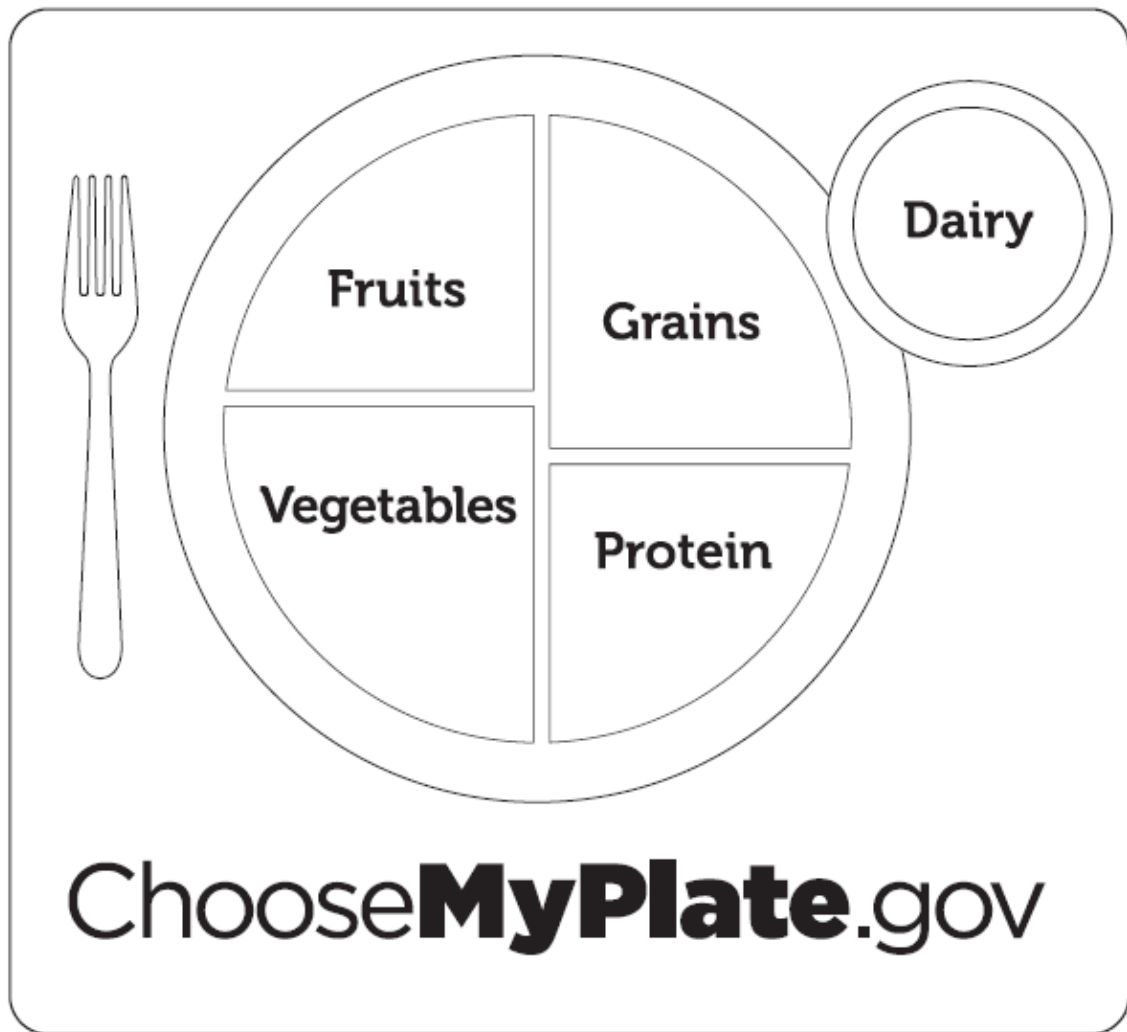 Dairy
Fruits
Grains
Vegetables
Protein
ChooseMyPlate.gov